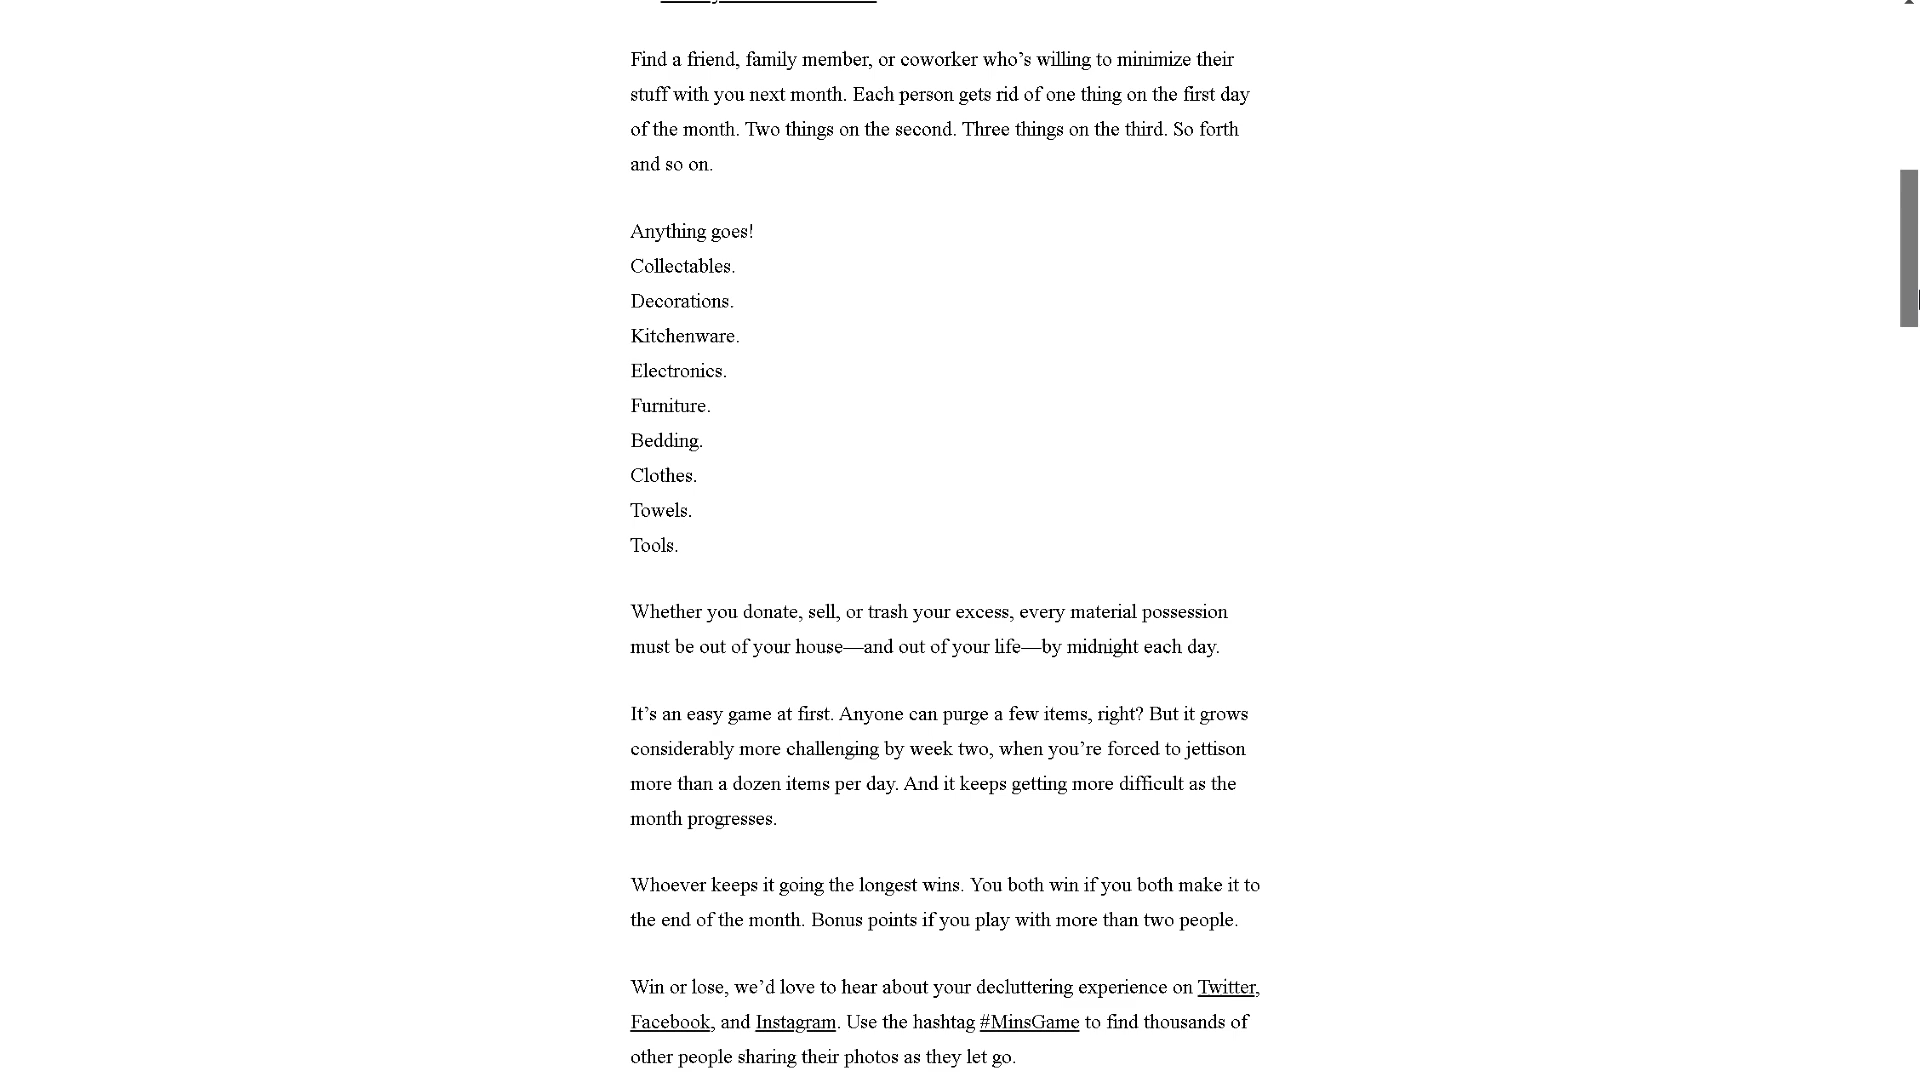 Find a friend, family member, or coworker who’s willing to minimize their
stuff with you next month. Each person gets rid of one thing on the first day
of the month. Two things on the second. Three things on the third. So forth
and so on.
Anything goes!
Collectables.
Decorations.
Kitchenware.
Electronics.
Furniture.
Bedding.
Clothes.
Towels.
Tools.
Whether you donate, sell, or trash your excess, every material possession
must be out of your house—and out of your life—by midnight each day.
It’s an easy game at first. Anyone can purge a few items, right? But it grows
considerably more challenging by week two, when you’re forced to jettison
more than a dozen items per day. And it keeps getting more difficult as the
month progresses.
Whoever keeps it going the longest wins. You both win if you both make it to
the end of the month. Bonus points if you play with more than two people.
Win or lose, we’d love to hear about your decluttering experience on Twitter,
Facebook, and Instagram. Use the hashtag #MinsGame to find thousands of
other people sharing their photos as they let go.